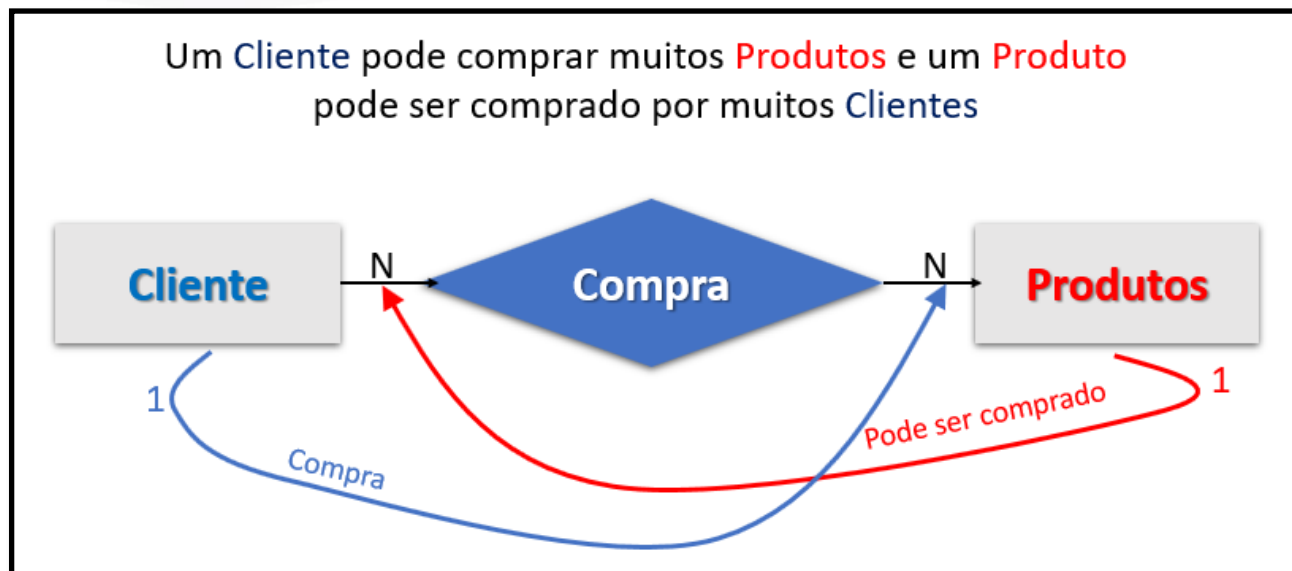 Um Cliente pode comprar muitos Produtos e um Produto
pode ser comprado por muitos Clientes
Cliente
N
Compra
N
Produtos
1
Compra
Pode ser comprado
1